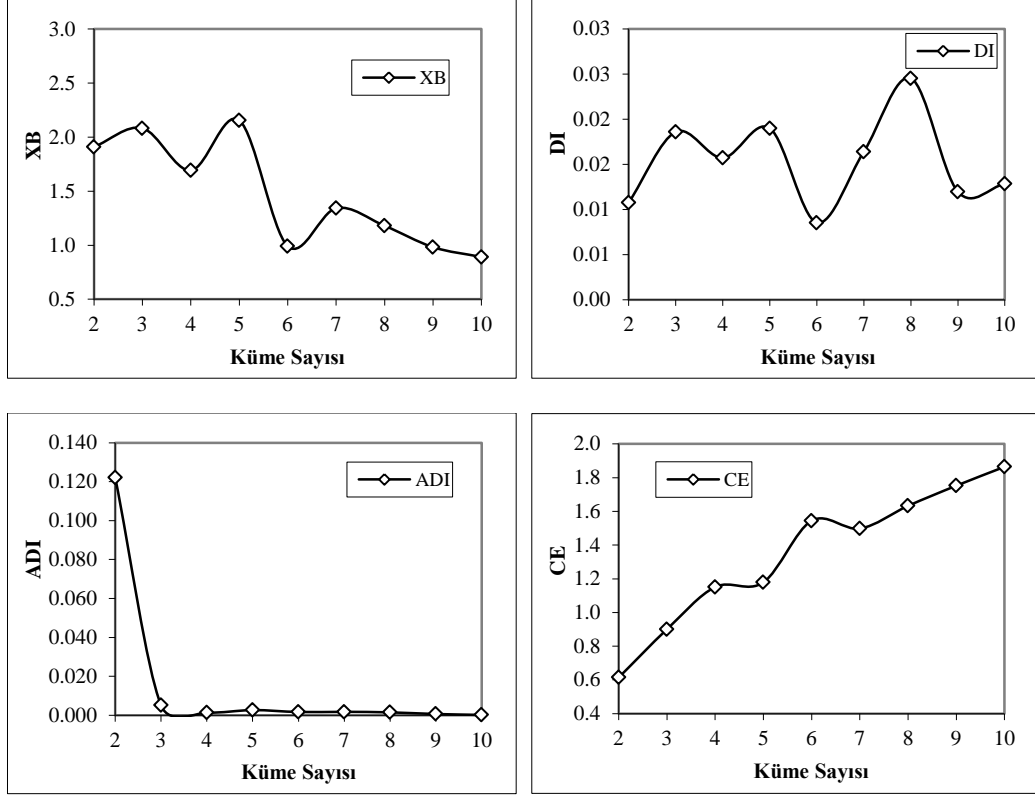 3.0
2.5
2.0
1.5
1.0
0.5
XB
XB
2 3 4 5 6 7 8 9 10
Küme Sayısı
0.03
0.03
0.02
0.02
0.01
0.01
0.00
DI
DI
2 3 4 5 6 7 8 9 10
Küme Sayısı
0.140
0.120
0.100
0.080
0.060
0.040
0.020
0.000
ADI
ADI
2 3 4 5 6 7 8 9 10
Küme Sayısı
2.0
1.8
1.6
1.4
1.2
1.0
0.8
0.6
0.4
CE
CE
2 3 4 5 6 7 8 9 10
Küme Sayısı